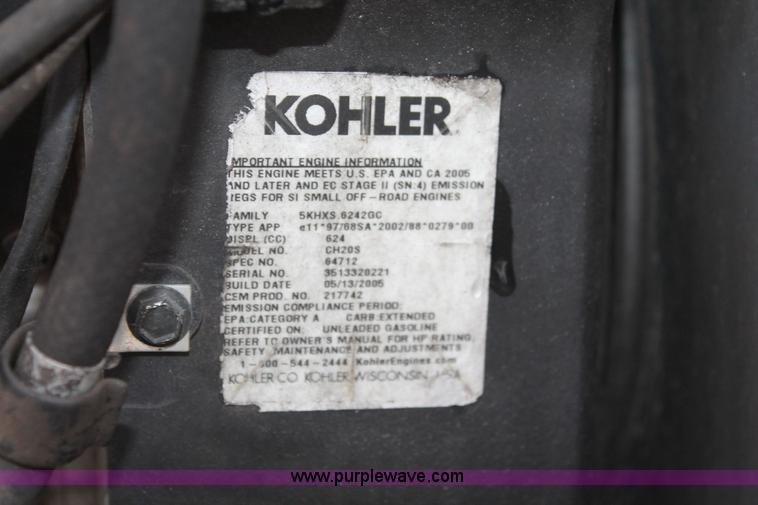 KOHLER
MPORTANT ENGINE INFORMATION
THIS ENGINE MEETS U.S. EPA AND CA 2005
AND LATER AND EC STAGE II (SN:4) EMISSION
REGS FOR SI SMALL OFF-ROAD ENGINES
FAMILY 5KHXS.6242GC
TYPE APP e11*97/68SA*2002/88*0279*00
DISPL (CC) 624
MODEL NO. CH20S
SPEC NO. 64712
SERIAL NO. 3513320221
BUILD DATE 05/13/2005
OEM PROD. NO. 217742
EMISSION COMPLIANCE PERIOD:
EPA:CATEGORY A CARB:EXTENDED
CERTIFIED ON: UNLEADED GASOLINE
REFER TO OWNER'S MANUAL FOR HP RATING,
SAFETY, MAINTENANCE AND ADJUSTMENTS
1-800-544-2444 KohlerEngines.com
KOHLER CO. KOHLER, WISCONSIN, USA
www.purplewave.com